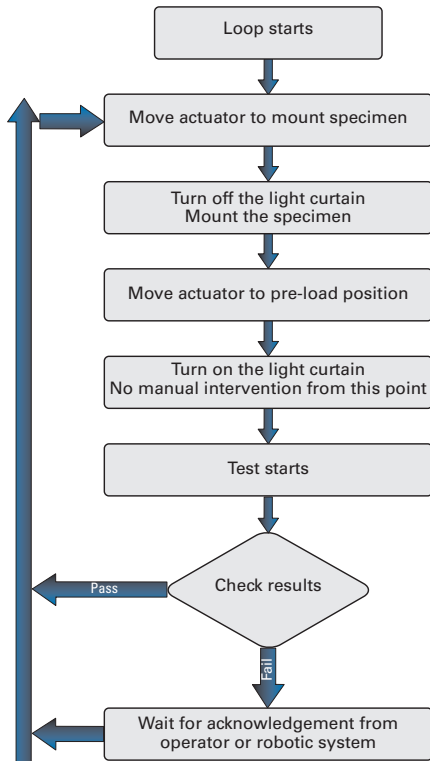 Loop starts
Move actuator to mount specimen
Turn off the light curtain
Mount the specimen
Move actuator to pre-load position
Turn on the light curtain
No manual intervention from this point
Test starts
Check results
Pass
Fail
Wait for acknowledgement from
operator or robotic system